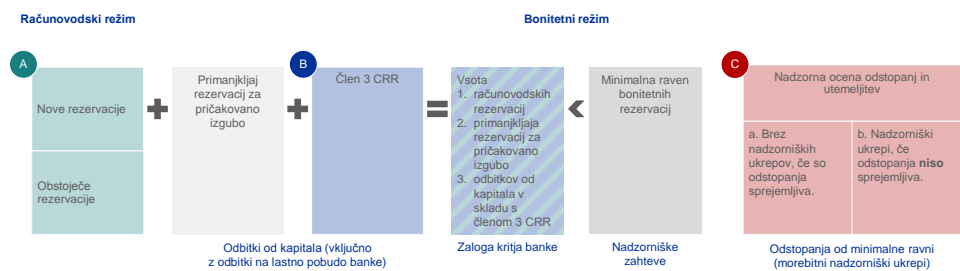 Računovodski režim
Bonitetni režim
A
Nove rezervacije
Obstoječe
rezervacije
Primanjkljaj
rezervacij za
pričakovano
izgubo
B
Člen 3 CRR
Odbitki od kapitala (vključno
z odbitki na lastno pobudo banke)
Vsota
1. računovodskih
rezervacij
2. primanjkljaja
rezervacij za
pričakovano
izgubo
3. odbitkov od
kapitala v
skladu s
členom 3 CRR
Zaloga kritja banke
Minimalna raven
bonitetnih
rezervacij
Nadzorniške
zahteve
C
Nadzorna ocena odstopanj in
utemeljitev
a. Brez
nadzorniških
ukrepov, če so
odstopanja
sprejemljiva.
b. Nadzorniški
ukrepi, če
odstopanja niso
sprejemljiva.
Odstopanja od minimalne ravni
(morebitni nadzorniški ukrepi)